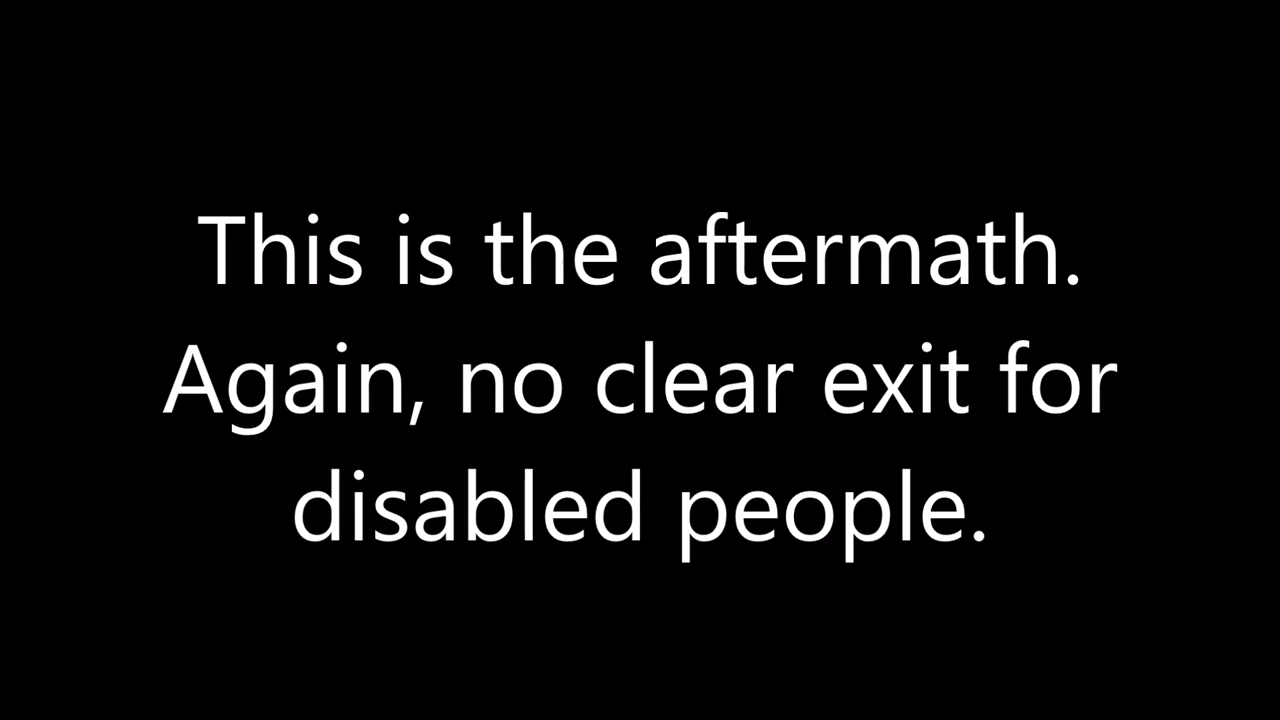 This is the aftermath.
Again, no clear exit for
disabled people.